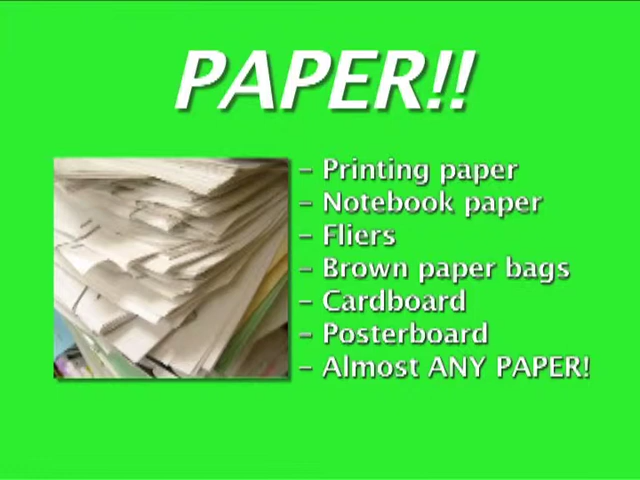 PAPER!!
- Printing paper
- Notebook paper
- Fliers
- Brown paper bags
- Cardboard
- Posterboard
- Almost ANY PAPER!